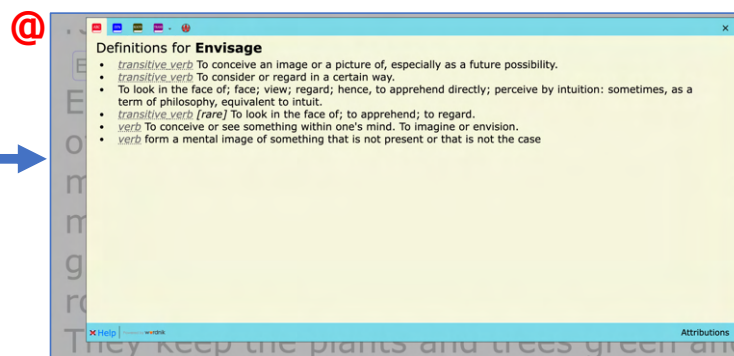 @
Definitions for Envisage
×
• transitive verb To conceive an image or a picture of, especially as a future possibility.
• transitive verb To consider or regard in a certain way.
• To look in the face of; face; view; regard; hence, to apprehend directly; perceive by intuition: sometimes, as a
term of philosophy, equivalent to intuit.
• transitive verb [rare] To look in the face of; to apprehend; to regard.
• verb To conceive or see something within one's mind. To imagine or envision.
• verb form a mental image of something that is not present or that is not the case
× Help wordnik Attributions
They keep the plants and trees green and